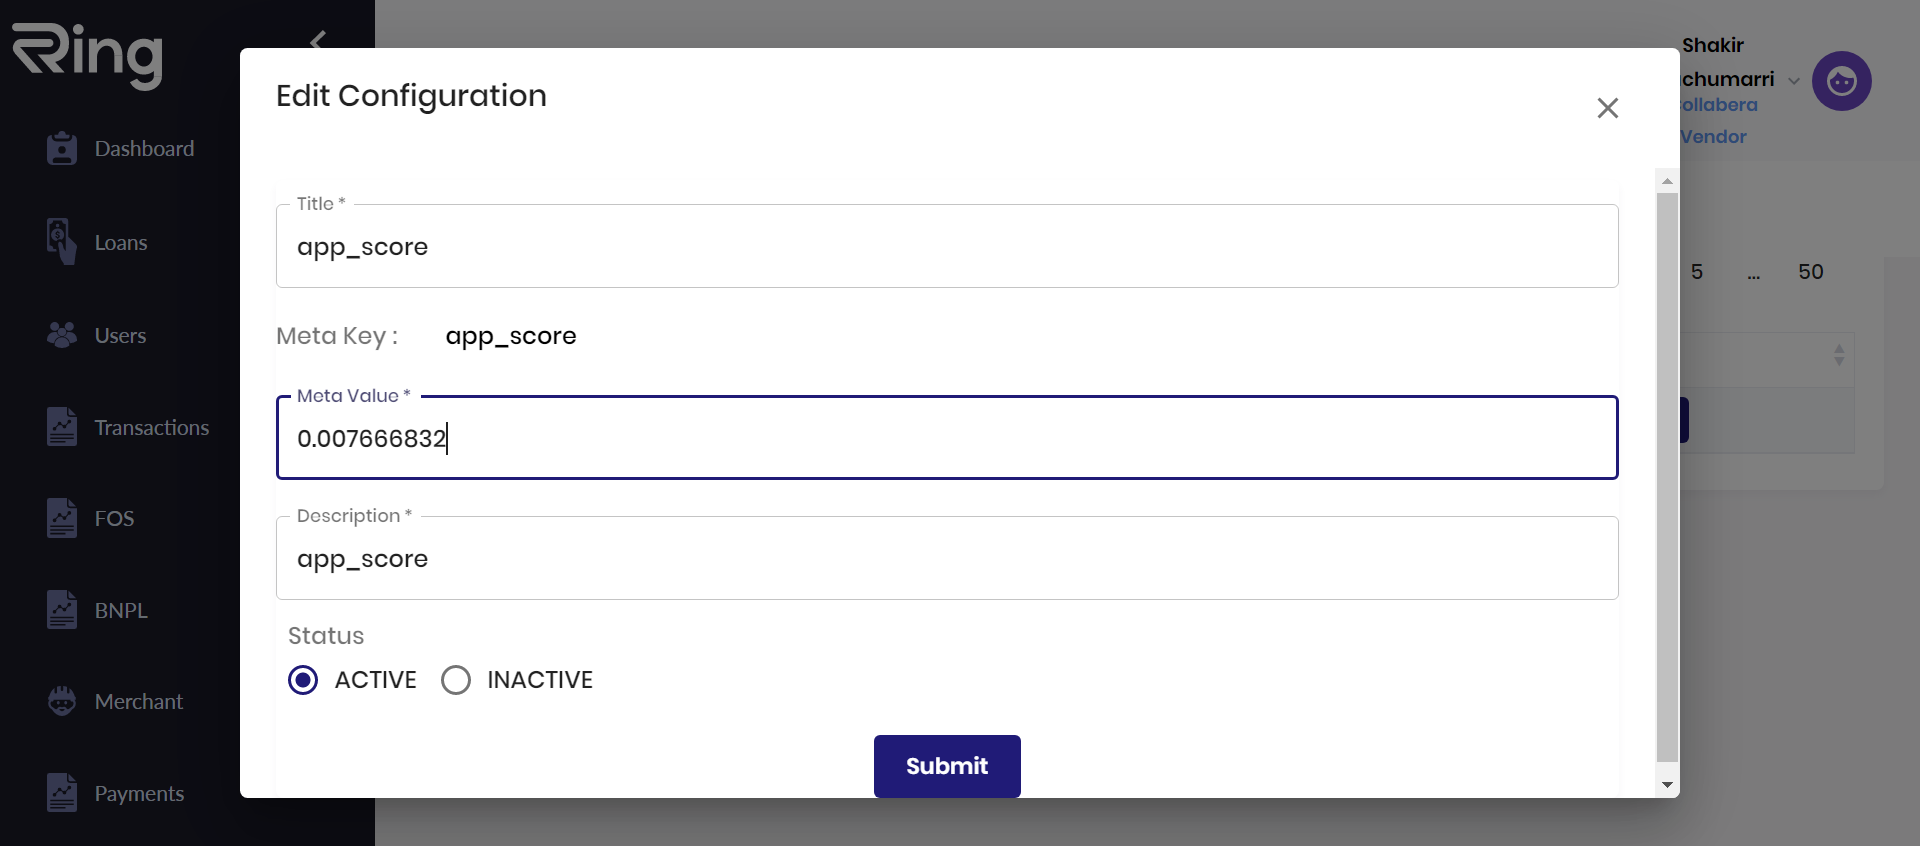 Ring
Shakir
chumarri
ollabera
Vendor
Dashboard
Loans
Users
Transactions
FOS
BNPL
Merchant
Payments
Edit Configuration
Title *
app_score
Meta Key : app_score
Meta Value *
0.007666832
Description *
app_score
Status
ACTIVE INACTIVE
Submit
5 ... 50